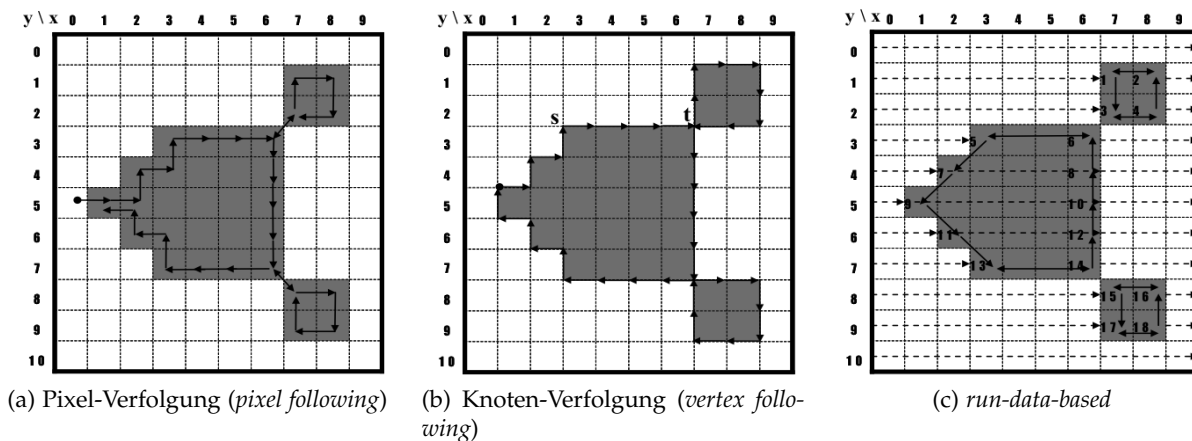 y \ x 0 1 2 3 4 5 6 7 8 9
0
1
2
3
4
5
6
7
8
9
10
(a) Pixel-Verfolgung (pixel following)
y \ x 0 1 2 3 4 5 6 7 8 9
0
1
2
s t
3
4
5
6
7
8
9
10
(b) Knoten-Verfolgung (vertex follo-
wing)
y \ x 0 1 2 3 4 5 6 7 8 9
0
1 1 2
2 3 4
3 5 6
4 7 8
5 9 10
6 11 12
7 13 14
8 15 16
9 17 18
10
(c) run-data-based